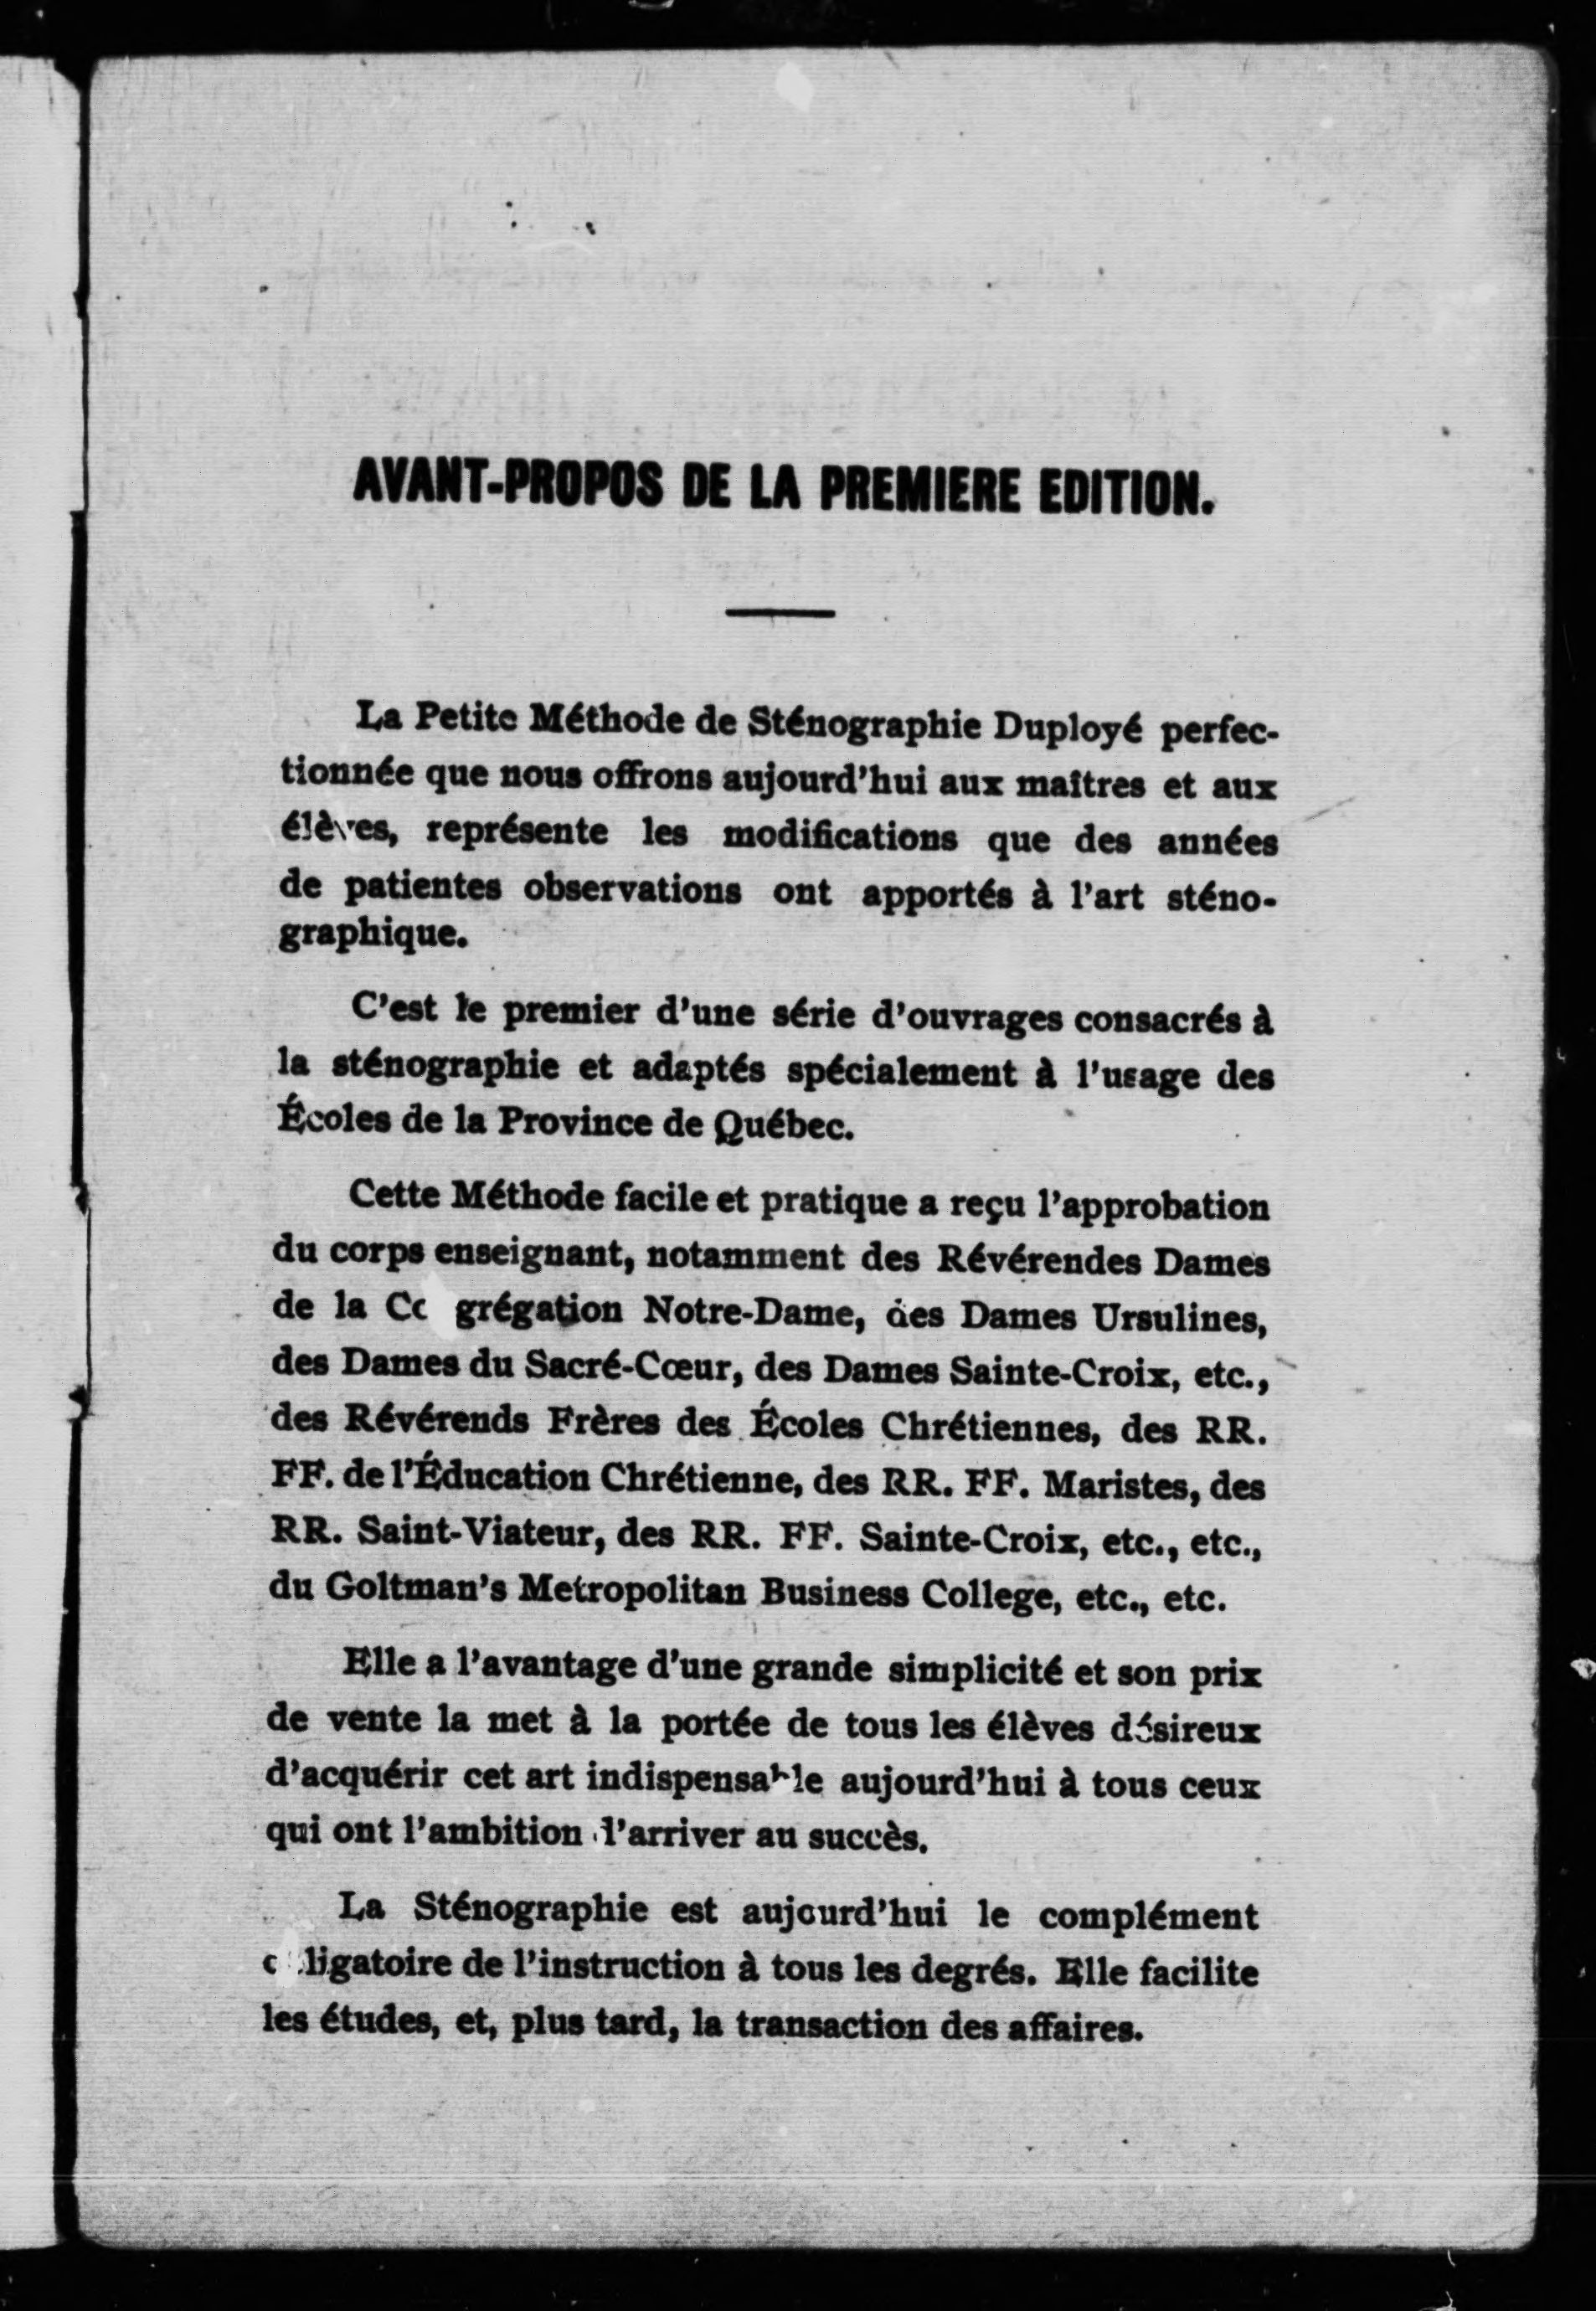 AVANT-PROPOS DE LA PREMIERE EDITION.
La Petite Méthode de Sténographie Duployé perfec-
tionnée que nous offrons aujourd'hui aux maîtres et aux
élèves, représente les modifications que des années
de patientes observations ont apportés à l'art sténo-
graphique.
C'est le premier d'une série d'ouvrages consacrés à
la sténographie et adaptés spécialement à l'usage des
Écoles de la Province de Québec.
Cette Méthode facile et pratique a reçu l'approbation
du corps enseignant, notamment des Révérendes Dames
de la Congrégation Notre-Dame, des Dames Ursulines,
des Dames du Sacré-Cœur, des Dames Sainte-Croix, etc.,
des Révérends Frères des Écoles Chrétiennes, des RR.
FF. de l'Éducation Chrétienne, des RR. FF. Maristes, des
RR. Saint-Viateur, des RR. FF. Sainte-Croix, etc., etc.,
du Goltman's Metropolitan Business College, etc., etc.
Elle a l'avantage d'une grande simplicité et son prix
de vente la met à la portée de tous les élèves désireux
d'acquérir cet art indispensable aujourd'hui à tous ceux
qui ont l'ambition d'arriver au succès.
La Sténographie est aujourd'hui le complément
obligatoire de l'instruction à tous les degrés. Elle facilite
les études, et, plus tard, la transaction des affaires.